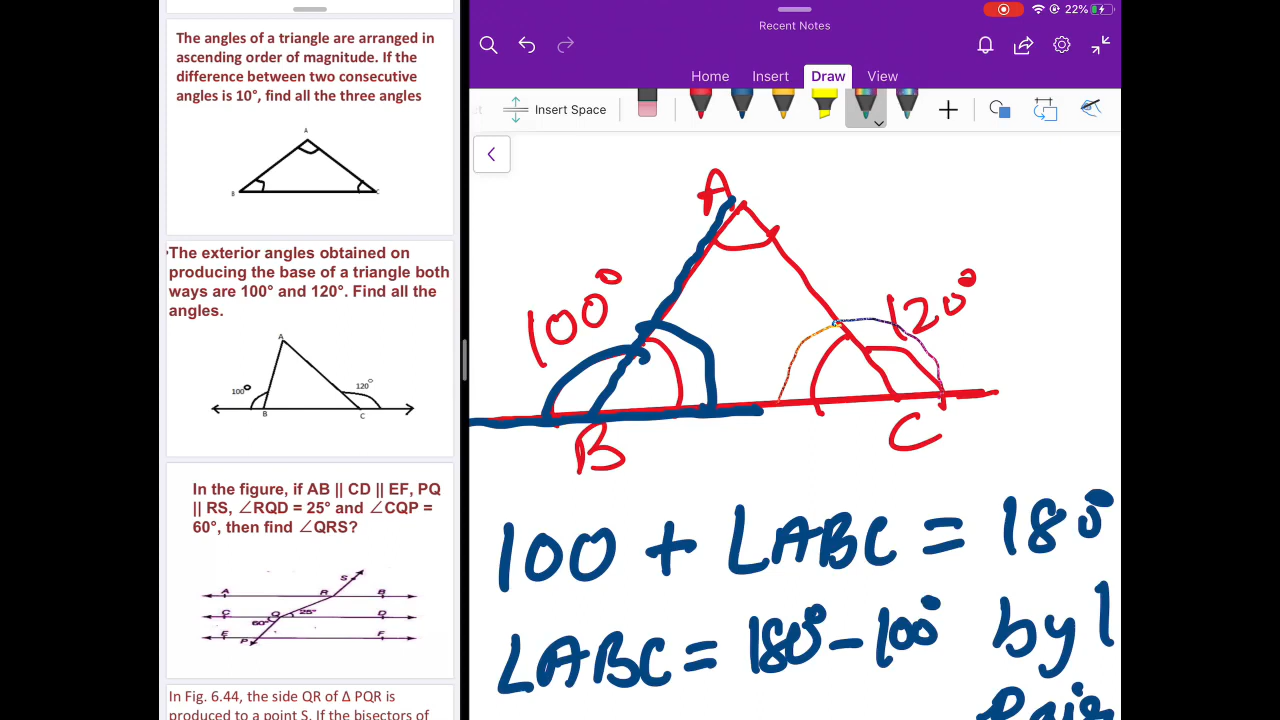 The angles of a triangle are arranged in
ascending order of magnitude. If the
difference between two consecutive
angles is 10°, find all the three angles
A
B
C
The exterior angles obtained on
producing the base of a triangle both
ways are 100° and 120°. Find all the
angles.
A
100°
120°
B
C
In the figure, if AB || CD || EF, PQ
|| RS, ∠RQD = 25° and ∠CQP =
60°, then find ∠QRS?
S
A
R
B
C
Q
25°
D
60°
E
P
F
In Fig. 6.44, the side QR of Δ PQR is
produced to a point S. If the bisectors of
22%
Recent Notes
Home Insert Draw View
Insert Space
A
100°
120°
B
C
100 + ∠ABC = 180°
∠ABC = 180° - 100° by